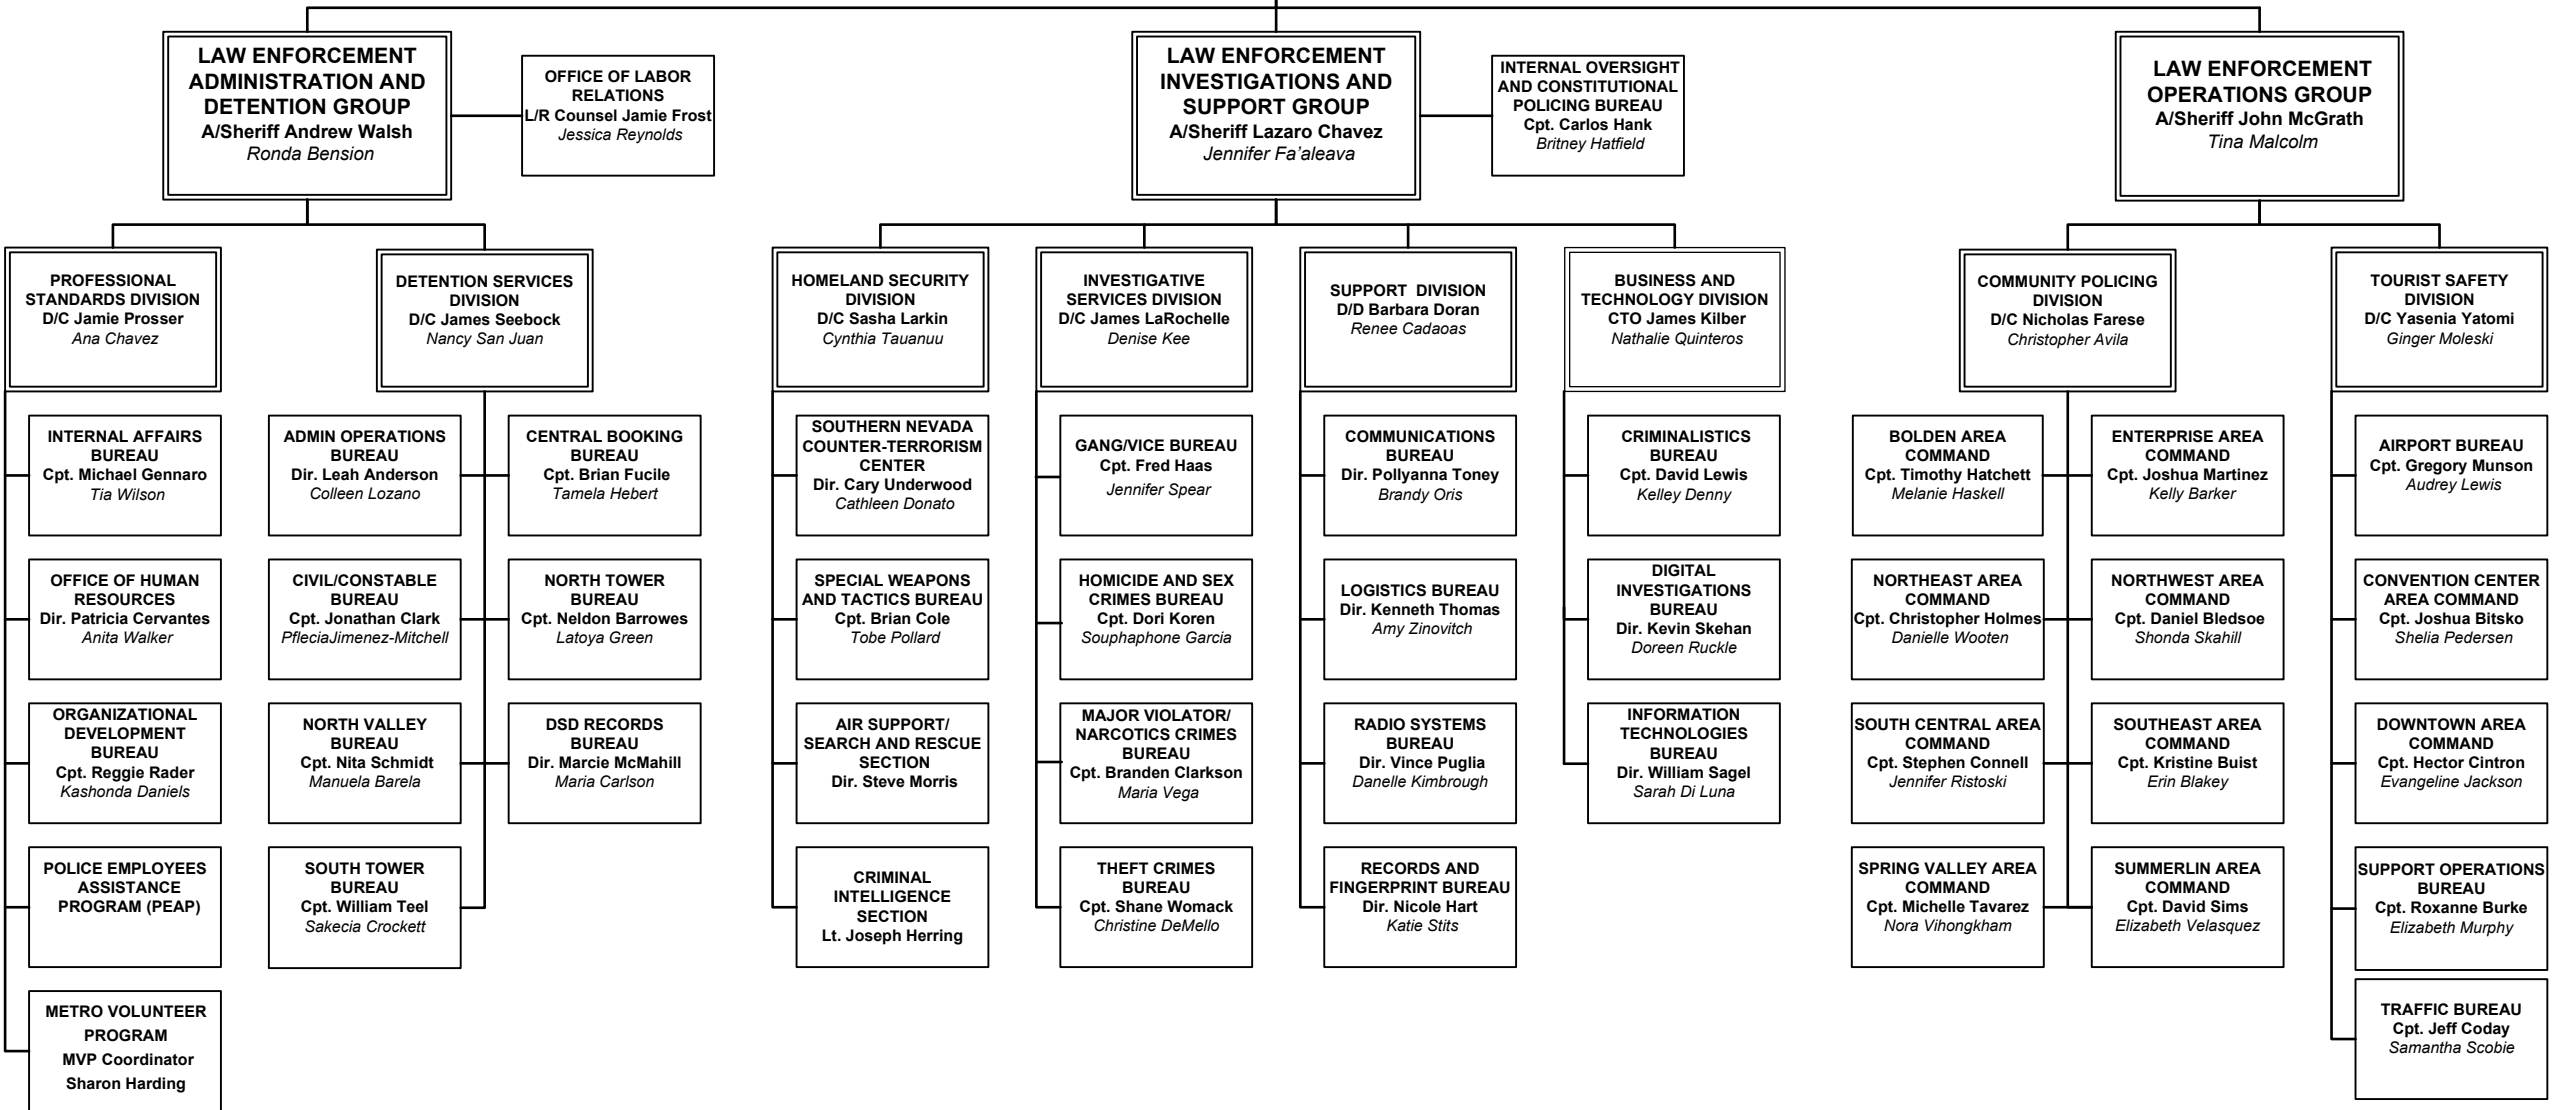 LAW ENFORCEMENT
ADMINISTRATION AND
DETENTION GROUP
A/Sheriff Andrew Walsh
Ronda Bension
OFFICE OF LABOR
RELATIONS
L/R Counsel Jamie Frost
Jessica Reynolds
LAW ENFORCEMENT
INVESTIGATIONS AND
SUPPORT GROUP
A/Sheriff Lazaro Chavez
Jennifer Fa'aleava
INTERNAL OVERSIGHT
AND CONSTITUTIONAL
POLICING BUREAU
Cpt. Carlos Hank
Britney Hatfield
LAW ENFORCEMENT
OPERATIONS GROUP
A/Sheriff John McGrath
Tina Malcolm
PROFESSIONAL
STANDARDS DIVISION
D/C Jamie Prosser
Ana Chavez
DETENTION SERVICES
DIVISION
D/C James Seebock
Nancy San Juan
HOMELAND SECURITY
DIVISION
D/C Sasha Larkin
Cynthia Tauanuu
INVESTIGATIVE
SERVICES DIVISION
D/C James LaRochelle
Denise Kee
SUPPORT  DIVISION
D/D Barbara Doran
Renee Cadaoas
BUSINESS AND
TECHNOLOGY DIVISION
CTO James Kilber
Nathalie Quinteros
COMMUNITY POLICING
DIVISION
D/C Nicholas Farese
Christopher Avila
TOURIST SAFETY
DIVISION
D/C Yasenia Yatomi
Ginger Moleski
INTERNAL AFFAIRS
BUREAU
Cpt. Michael Gennaro
Tia Wilson
OFFICE OF HUMAN
RESOURCES
Dir. Patricia Cervantes
Anita Walker
ORGANIZATIONAL
DEVELOPMENT
BUREAU
Cpt. Reggie Rader
Kashonda Daniels
POLICE EMPLOYEES
ASSISTANCE
PROGRAM (PEAP)
METRO VOLUNTEER
PROGRAM
MVP Coordinator
Sharon Harding
ADMIN OPERATIONS
BUREAU
Dir. Leah Anderson
Colleen Lozano
CENTRAL BOOKING
BUREAU
Cpt. Brian Fucile
Tamela Hebert
CIVIL/CONSTABLE
BUREAU
Cpt. Jonathan Clark
PfleciaJimenez-Mitchell
NORTH TOWER
BUREAU
Cpt. Neldon Barrowes
Latoya Green
NORTH VALLEY
BUREAU
Cpt. Nita Schmidt
Manuela Barela
DSD RECORDS
BUREAU
Dir. Marcie McMahill
Maria Carlson
SOUTH TOWER
BUREAU
Cpt. William Teel
Sakecia Crockett
SOUTHERN NEVADA
COUNTER-TERRORISM
CENTER
Dir. Cary Underwood
Cathleen Donato
SPECIAL WEAPONS
AND TACTICS BUREAU
Cpt. Brian Cole
Tobe Pollard
AIR SUPPORT/
SEARCH AND RESCUE
SECTION
Dir. Steve Morris
CRIMINAL
INTELLIGENCE
SECTION
Lt. Joseph Herring
GANG/VICE BUREAU
Cpt. Fred Haas
Jennifer Spear
HOMICIDE AND SEX
CRIMES BUREAU
Cpt. Dori Koren
Souphaphone Garcia
MAJOR VIOLATOR/
NARCOTICS CRIMES
BUREAU
Cpt. Branden Clarkson
Maria Vega
THEFT CRIMES
BUREAU
Cpt. Shane Womack
Christine DeMello
COMMUNICATIONS
BUREAU
Dir. Pollyanna Toney
Brandy Oris
LOGISTICS BUREAU
Dir. Kenneth Thomas
Amy Zinovitch
RADIO SYSTEMS
BUREAU
Dir. Vince Puglia
Danelle Kimbrough
RECORDS AND
FINGERPRINT BUREAU
Dir. Nicole Hart
Katie Stits
CRIMINALISTICS
BUREAU
Cpt. David Lewis
Kelley Denny
DIGITAL
INVESTIGATIONS
BUREAU
Dir. Kevin Skehan
Doreen Ruckle
INFORMATION
TECHNOLOGIES
BUREAU
Dir. William Sagel
Sarah Di Luna
BOLDEN AREA
COMMAND
Cpt. Timothy Hatchett
Melanie Haskell
ENTERPRISE AREA
COMMAND
Cpt. Joshua Martinez
Kelly Barker
NORTHEAST AREA
COMMAND
Cpt. Christopher Holmes
Danielle Wooten
NORTHWEST AREA
COMMAND
Cpt. Daniel Bledsoe
Shonda Skahill
SOUTH CENTRAL AREA
COMMAND
Cpt. Stephen Connell
Jennifer Ristoski
SOUTHEAST AREA
COMMAND
Cpt. Kristine Buist
Erin Blakey
SPRING VALLEY AREA
COMMAND
Cpt. Michelle Tavarez
Nora Vihongkham
SUMMERLIN AREA
COMMAND
Cpt. David Sims
Elizabeth Velasquez
AIRPORT BUREAU
Cpt. Gregory Munson
Audrey Lewis
CONVENTION CENTER
AREA COMMAND
Cpt. Joshua Bitsko
Shelia Pedersen
DOWNTOWN AREA
COMMAND
Cpt. Hector Cintron
Evangeline Jackson
SUPPORT OPERATIONS
BUREAU
Cpt. Roxanne Burke
Elizabeth Murphy
TRAFFIC BUREAU
Cpt. Jeff Coday
Samantha Scobie